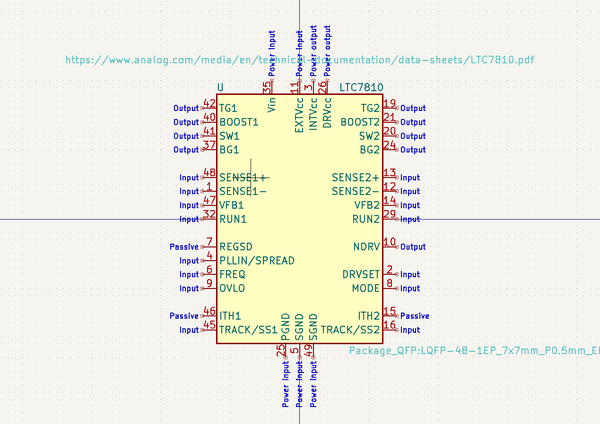 Power Input
Power Input
Power output
Power output
https://www.analog.com/media/en/technical-documentation/data-sheets/LTC7810.pdf
35 11 3 26
U LTC7810
Vin EXTVcc INTVcc DRVcc
Output 42 TG1 TG2 19 Output
Output 40 BOOST1 BOOST2 21 Output
Output 41 SW1 SW2 20 Output
Output 37 BG1 BG2 24 Output
Input 48 SENSE1+ SENSE2+ 13 Input
Input 1 SENSE1- SENSE2- 12 Input
Input 47 VFB1 VFB2 14 Input
Input 32 RUN1 RUN2 29 Input
Passive 7 REGSD NDRV 10 Output
Input 4 PLLIN/SPREAD
Input 6 FREQ DRVSET 2 Input
Input 9 OVLO MODE 8 Input
Passive 46 ITH1 ITH2 15 Passive
Input 45 TRACK/SS1 TRACK/SS2 16 Input
PGND SGND SGND
25 5 49
Package_QFP:LQFP-48-1EP_7x7mm_P0.5mm_E
Power Input
Power Input
Power Input